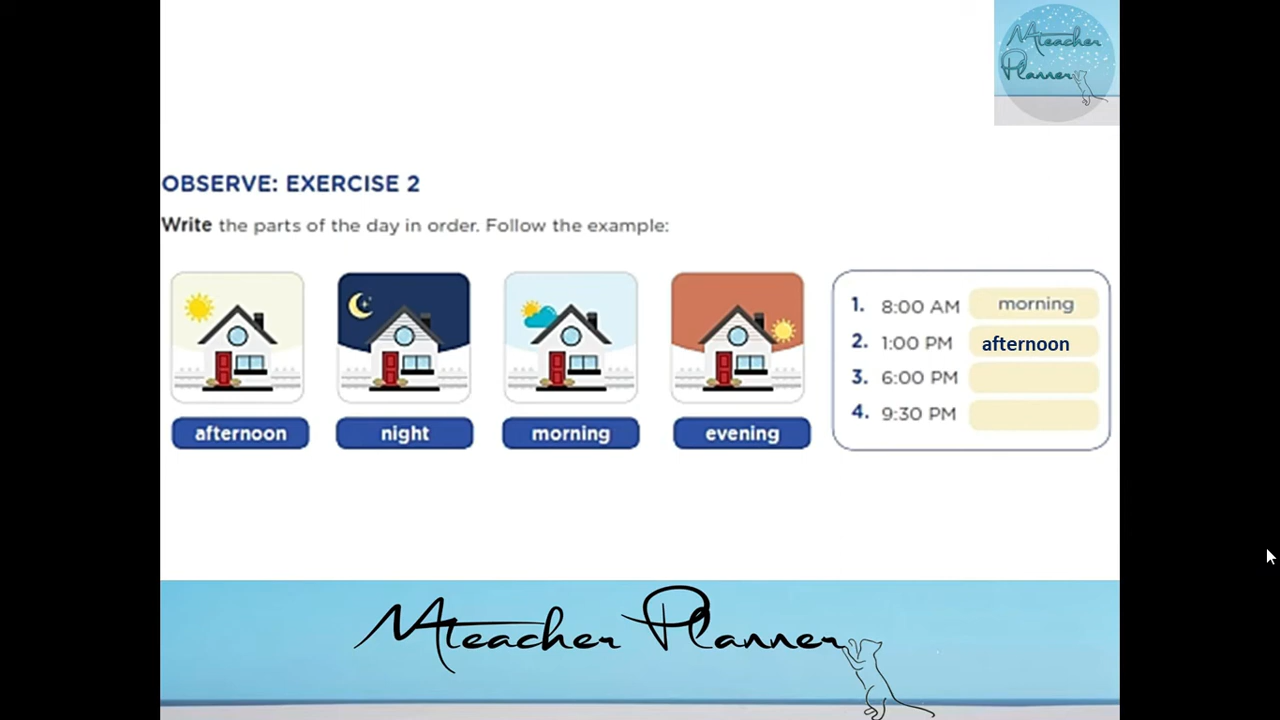 Mteacher
Planner
OBSERVE: EXERCISE 2
Write the parts of the day in order. Follow the example:
afternoon
night
morning
evening
1. 8:00 AM morning
2. 1:00 PM afternoon
3. 6:00 PM
4. 9:30 PM
Mteacher Planner